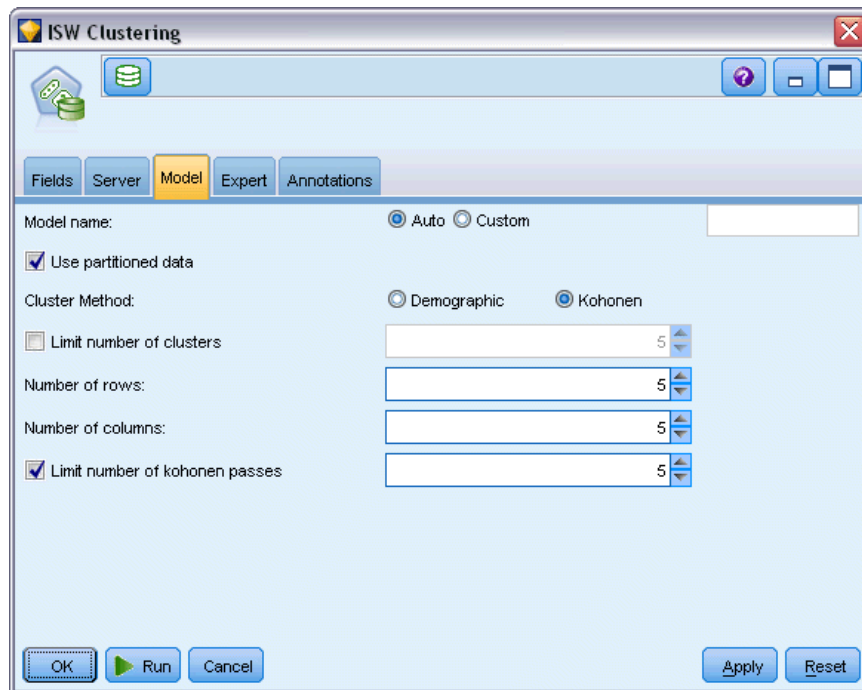 ISW Clustering
Fields Server Model Expert Annotations
Model name: Auto Custom
Use partitioned data
Cluster Method: Demographic Kohonen
Limit number of clusters 5
Number of rows: 5
Number of columns: 5
Limit number of kohonen passes 5
OK Run Cancel Apply Reset